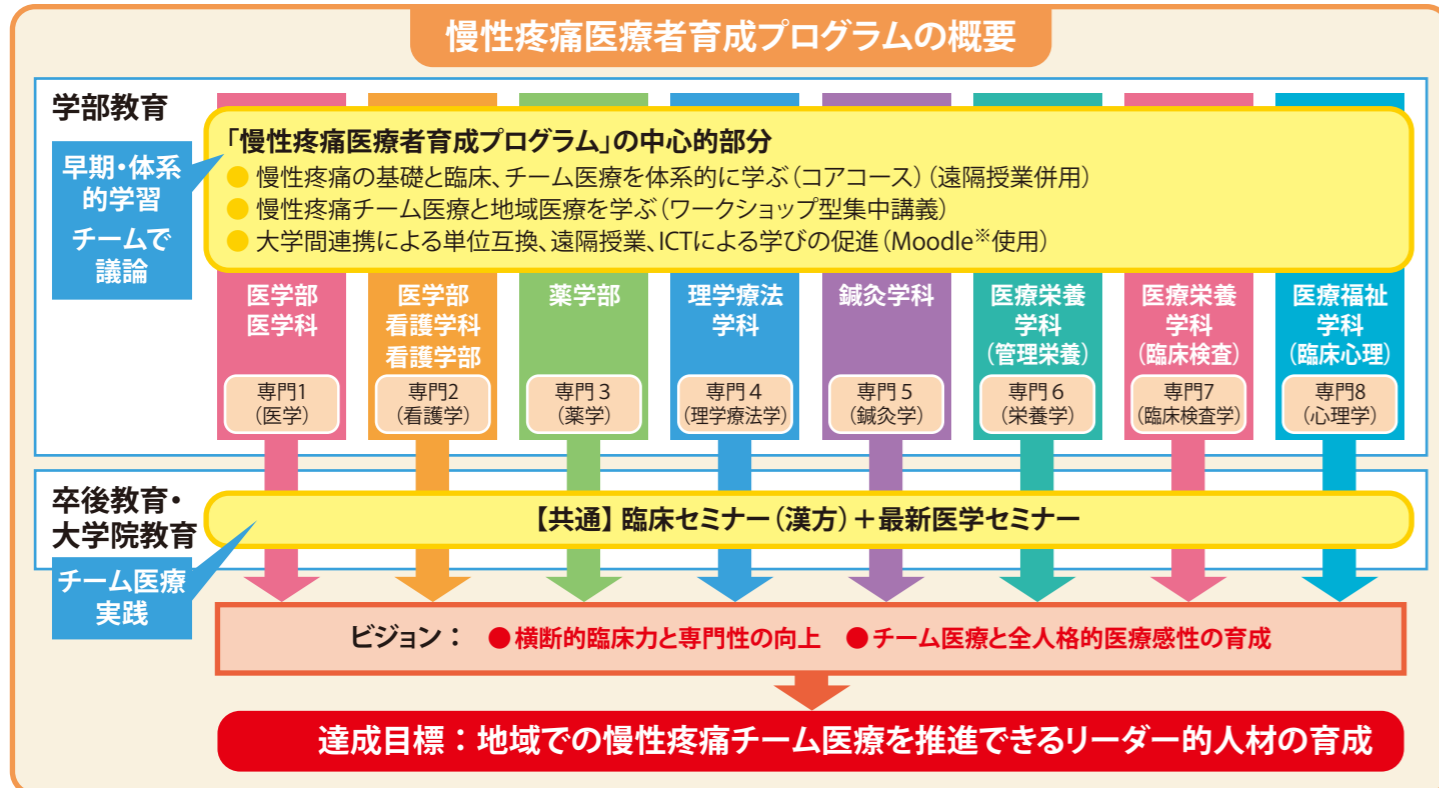 慢性疼痛医療者育成プログラムの概要
学部教育
早期・体系
的学習
チームで
議論
「慢性疼痛医療者育成プログラム」の中心的部分
● 慢性疼痛の基礎と臨床、チーム医療を体系的に学ぶ(コアコース)(遠隔授業併用)
● 慢性疼痛チーム医療と地域医療を学ぶ(ワークショップ型集中講義)
● 大学間連携による単位互換、遠隔授業、ICTによる学びの促進(Moodle※使用)
医学部
医学科
専門1
(医学)
医学部
看護学科
看護学部
専門2
(看護学)
薬学部
専門3
(薬学)
理学療法
学科
専門4
(理学療法学)
鍼灸学科
専門5
(鍼灸学)
医療栄養
学科
(管理栄養)
専門6
(栄養学)
医療栄養
学科
(臨床検査)
専門7
(臨床検査学)
医療福祉
学科
(臨床心理)
専門8
(心理学)
卒後教育・
大学院教育
チーム医療
実践
【共通】臨床セミナー(漢方)+最新医学セミナー
ビジョン: ●横断的臨床力と専門性の向上 ●チーム医療と全人格的医療感性の育成
達成目標:地域での慢性疼痛チーム医療を推進できるリーダー的人材の育成